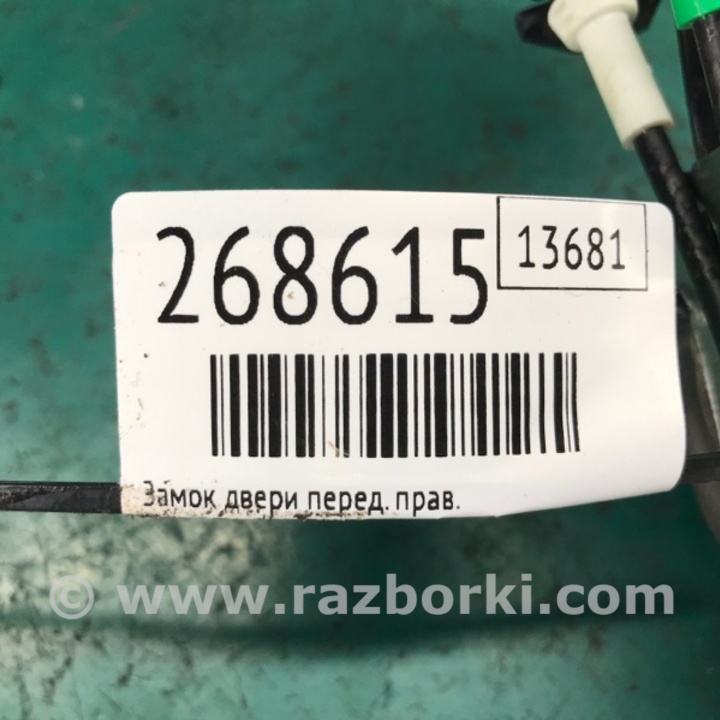 268615
13681
Замок двери перед. прав.
© www.razborki.com